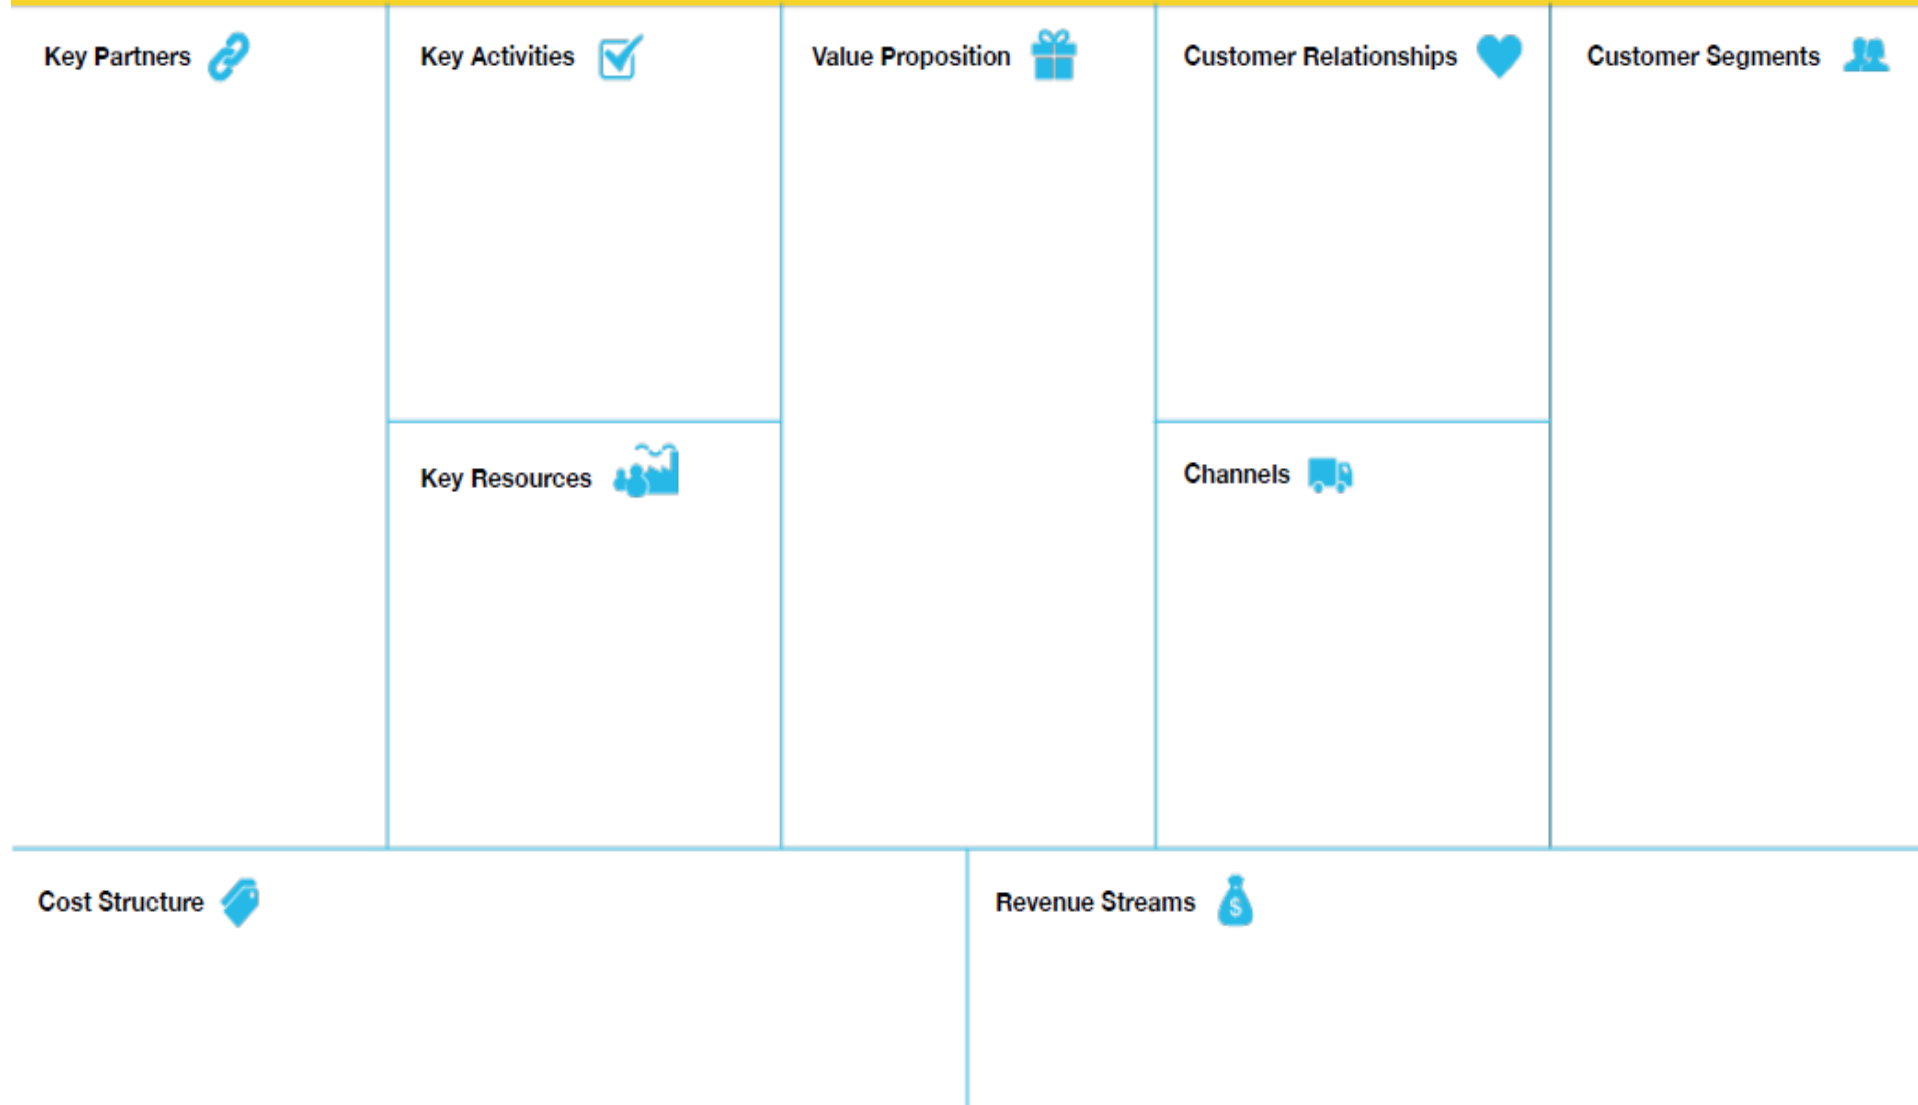 Key Partners
Key Activities
Value Proposition
Customer Relationships
Customer Segments
Key Resources
Channels
Cost Structure
Revenue Streams
$